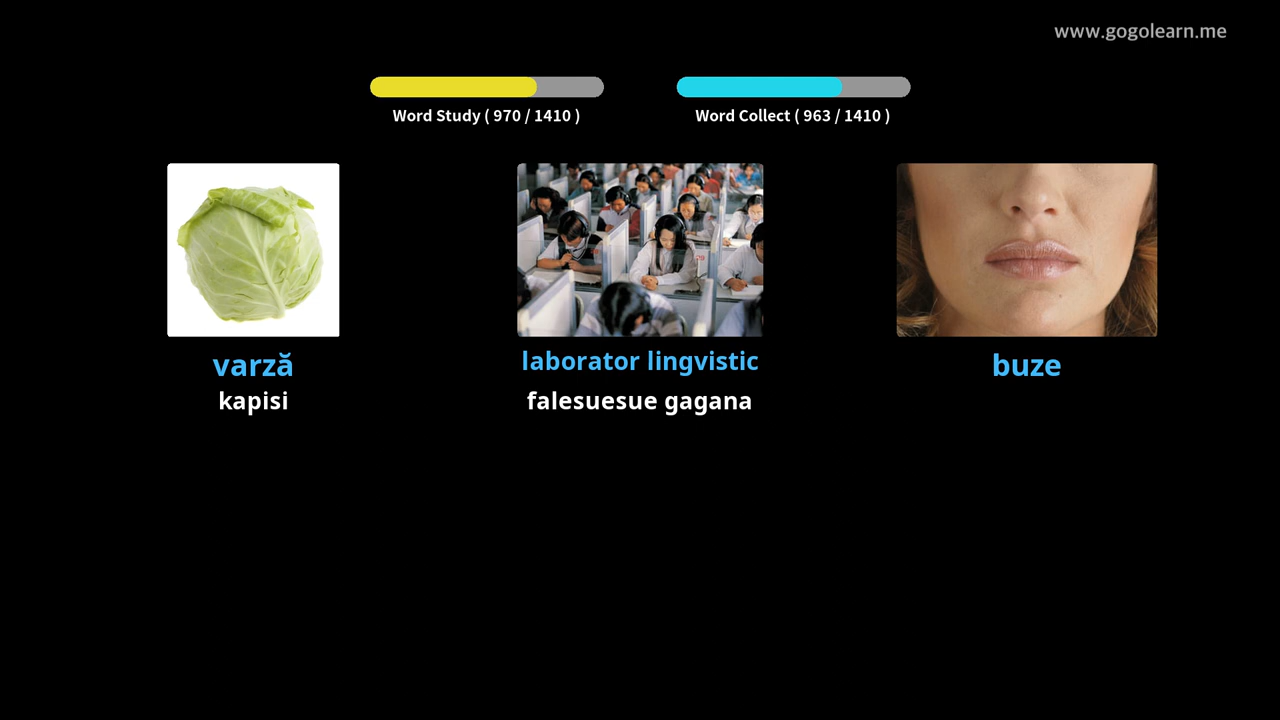 www.gogolearn.me
Word Study ( 970 / 1410 )
Word Collect ( 963 / 1410 )
varză
kapisi
laborator lingvistic
falesuesue gagana
buze